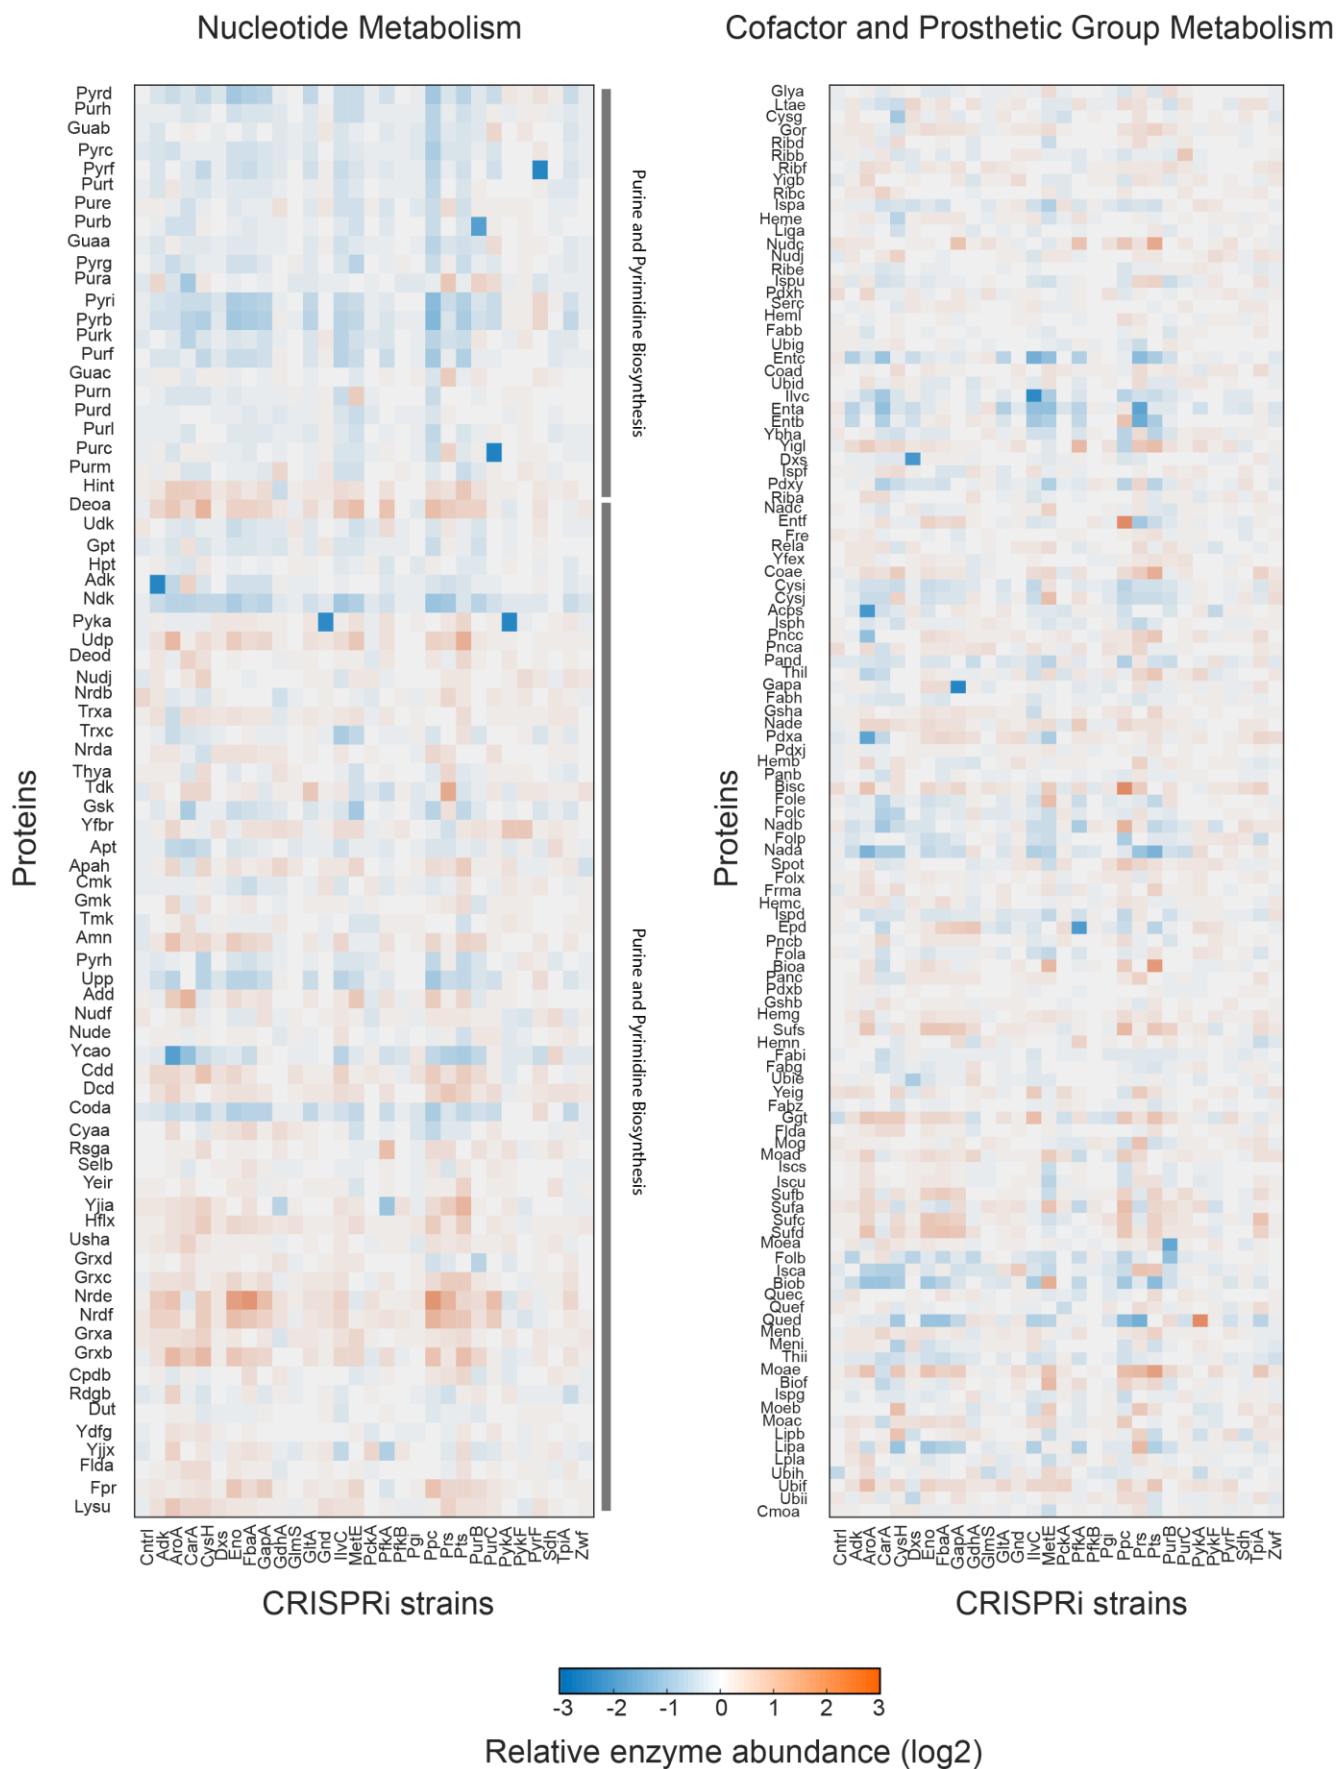 Nucleotide Metabolism
Cofactor and Prosthetic Group Metabolism
Proteins
Pyrd
Purh
Guab
Pyrc
Pyrf
Purt
Pure
Purb
Guaa
Pyrg
Pura
Pyri
Pyrb
Purk
Purf
Guac
Purn
Purd
Purl
Purc
Purm
Hint
Deoa
Udk
Gpt
Hpt
Adk
Ndk
Pyka
Udp
Deod
Nudj
Nrdb
Trxa
Trxc
Nrda
Thya
Tdk
Gsk
Yfbr
Apt
Apah
Cmk
Gmk
Tmk
Amn
Pyrh
Upp
Add
Nudf
Nude
Ycao
Cdd
Dcd
Coda
Cyaa
Rsga
Selb
Yeir
Yjia
Hflx
Usha
Grxd
Grxc
Nrde
Nrdf
Grxa
Grxb
Cpdb
Rdgb
Dut
Ydfg
Yjjx
Flda
Fpr
Lysu
Purine and Pyrimidine Biosynthesis
Purine and Pyrimidine Biosynthesis
Cntrl
Adk
AroA
CarA
CysH
Dxs
Eno
FbaA
GapA
GdhA
GlmS
GltA
Gnd
IlvC
MetE
PckA
PfkA
PfkB
Pgi
Ppc
Prs
Pts
PurB
PurC
PykA
PykF
PyrF
Sdh
TpiA
Zwf
CRISPRi strains
Proteins
Glya
Ltae
Cysg
Gor
Ribd
Ribb
Ribf
Yigb
Ribc
Ispa
Heme
Liga
Nudc
Nudj
Ribe
Ispu
Pdxh
Serc
Heml
Fabb
Ubig
Entc
Coad
Ubid
Ilvc
Enta
Entb
Ybha
Yigl
Dxs
Ispf
Pdxy
Riba
Nadc
Entf
Fre
Rela
Yfex
Coae
Cysi
Cysj
Acps
Isph
Pncc
Pnca
Pand
Thil
Gapa
Fabh
Gsha
Nade
Pdxa
Pdxj
Hemb
Panb
Bisc
Fole
Folc
Nadb
Folp
Nada
Spot
Folx
Frma
Hemc
Ispd
Epd
Pncb
Fola
Bioa
Panc
Pdxb
Gshb
Hemg
Sufs
Hemn
Fabi
Fabg
Ubie
Yeig
Fabz
Ggt
Flda
Mog
Moad
Iscs
Iscu
Sufb
Sufa
Sufc
Sufd
Moea
Folb
Isca
Biob
Quec
Quef
Qued
Menb
Meni
Thii
Moae
Biof
Ispg
Moeb
Moac
Lipb
Lipa
Lpla
Ubih
Ubif
Ubii
Cmoa
Cntrl
Adk
AroA
CarA
CysH
Dxs
Eno
FbaA
GapA
GdhA
GlmS
GltA
Gnd
IlvC
MetE
PckA
PfkA
PfkB
Pgi
Ppc
Prs
Pts
PurB
PurC
PykA
PykF
PyrF
Sdh
TpiA
Zwf
CRISPRi strains
-3 -2 -1 0 1 2 3
Relative enzyme abundance (log2)